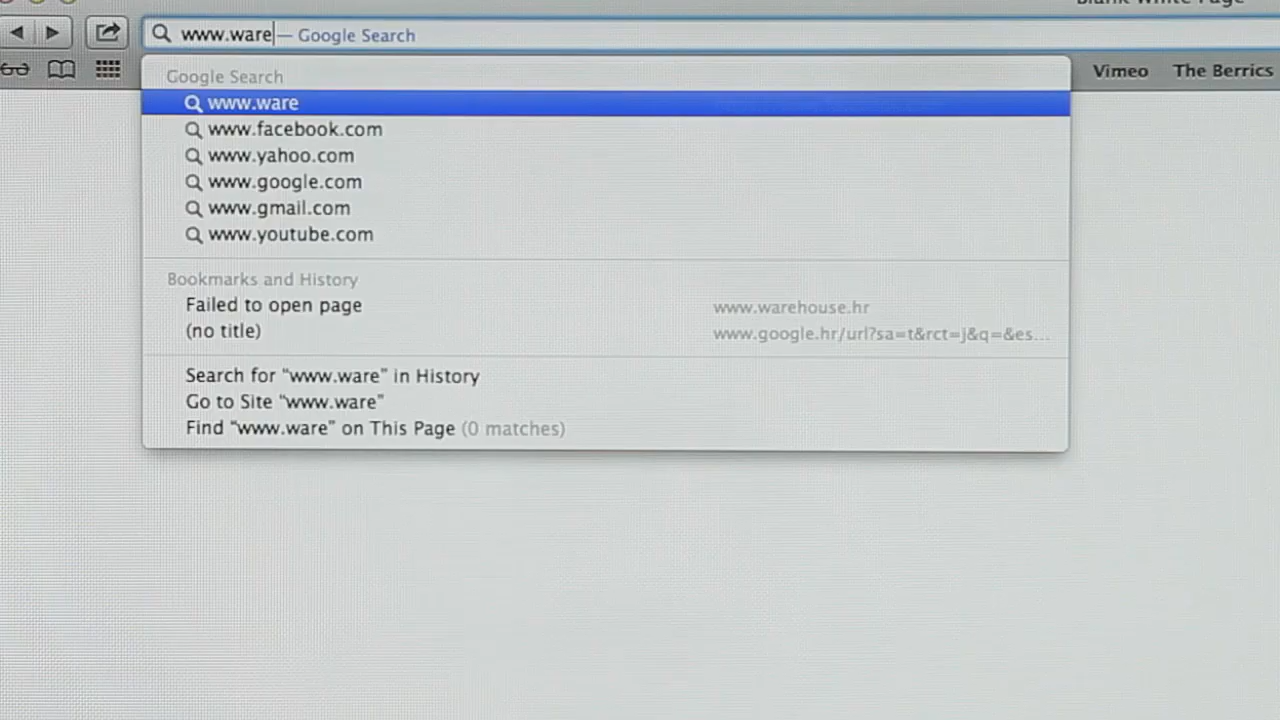 Blank White Page
www.ware — Google Search
Vimeo The Berrics
Google Search
www.ware
www.facebook.com
www.yahoo.com
www.google.com
www.gmail.com
www.youtube.com
Bookmarks and History
Failed to open page www.warehouse.hr
(no title) www.google.hr/url?sa=t&rct=j&q=&es...
Search for “www.ware” in History
Go to Site “www.ware”
Find “www.ware” on This Page (0 matches)